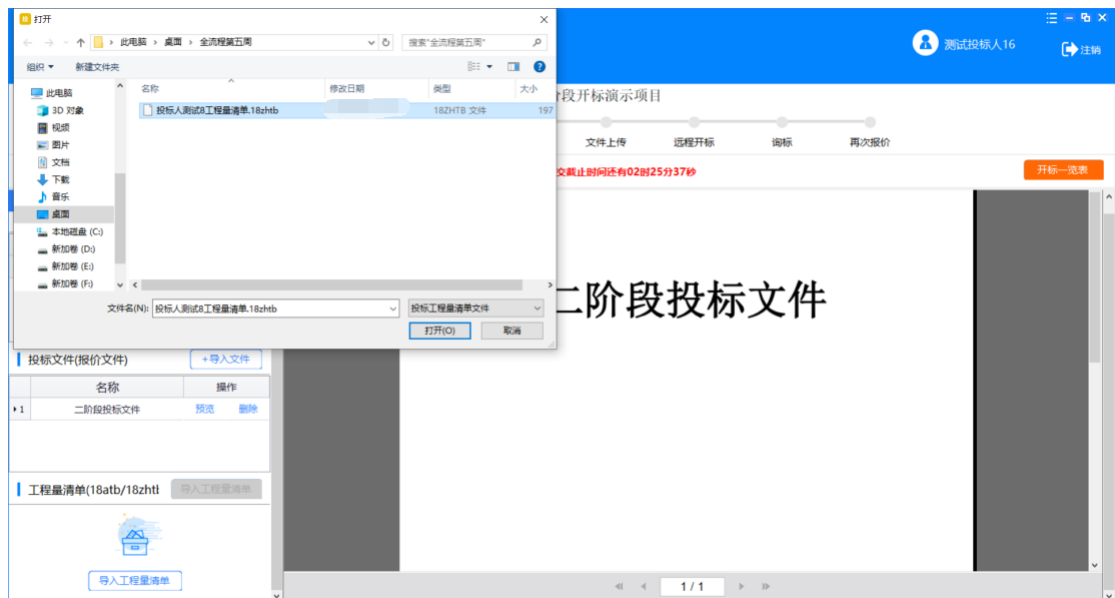 打开
此电脑 › 桌面 › 全流程第五周
搜索"全流程第五周"
组织 新建文件夹
此电脑
3D 对象
视频
图片
文档
下载
音乐
桌面
本地磁盘 (C:)
新加卷 (D:)
新加卷 (E:)
新加卷 (F:)
名称 修改日期 类型 大小
投标人测试8工程量清单.18zhtb 18ZHTB 文件 197
文件名(N): 投标人测试8工程量清单.18zhtb 投标工程量清单文件
打开(O) 取消
测试投标人16 注销
段开标演示项目
文件上传 远程开标 询标 再次报价
交截止时间还有02时25分37秒
开标一览表
二阶段投标文件
投标文件(报价文件) +导入文件
名称 操作
1 二阶段投标文件 预览 删除
工程量清单(18atb/18zhtb 导入工程量清单
导入工程量清单
1 / 1